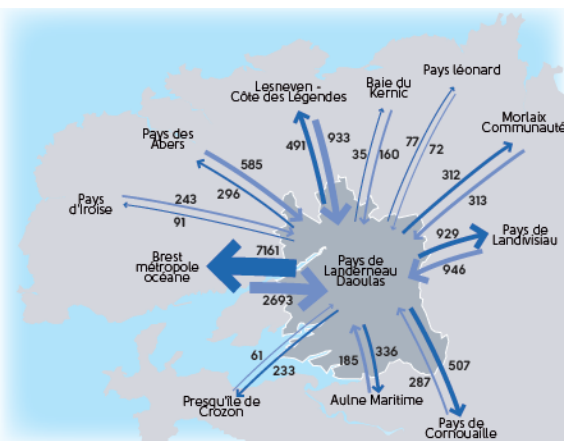 Pays léonard
Lesneven -
Côte des Légendes
Baie du
Kernic
Morlaix
Communauté
Pays des
Abers
933
491
35
160
77
72
312
313
585
296
Pays
d'Iroise
243
91
929
Pays de
Landivisiau
946
Brest
métropole
océane
7161
2693
Pays de
Landerneau
Daoulas
61
233
185
336
507
287
Presqu'île de
Crozon
Aulne Maritime
Pays de
Cornouaille